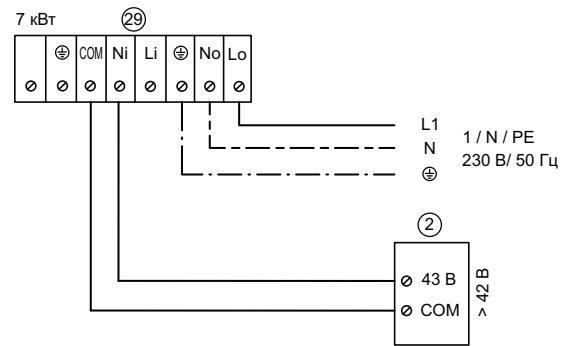 7 кВт
29
COM Ni Li No Lo
L1
N
1 / N / PE
230 В/ 50 Гц
2
43 В
COM
> 42 В